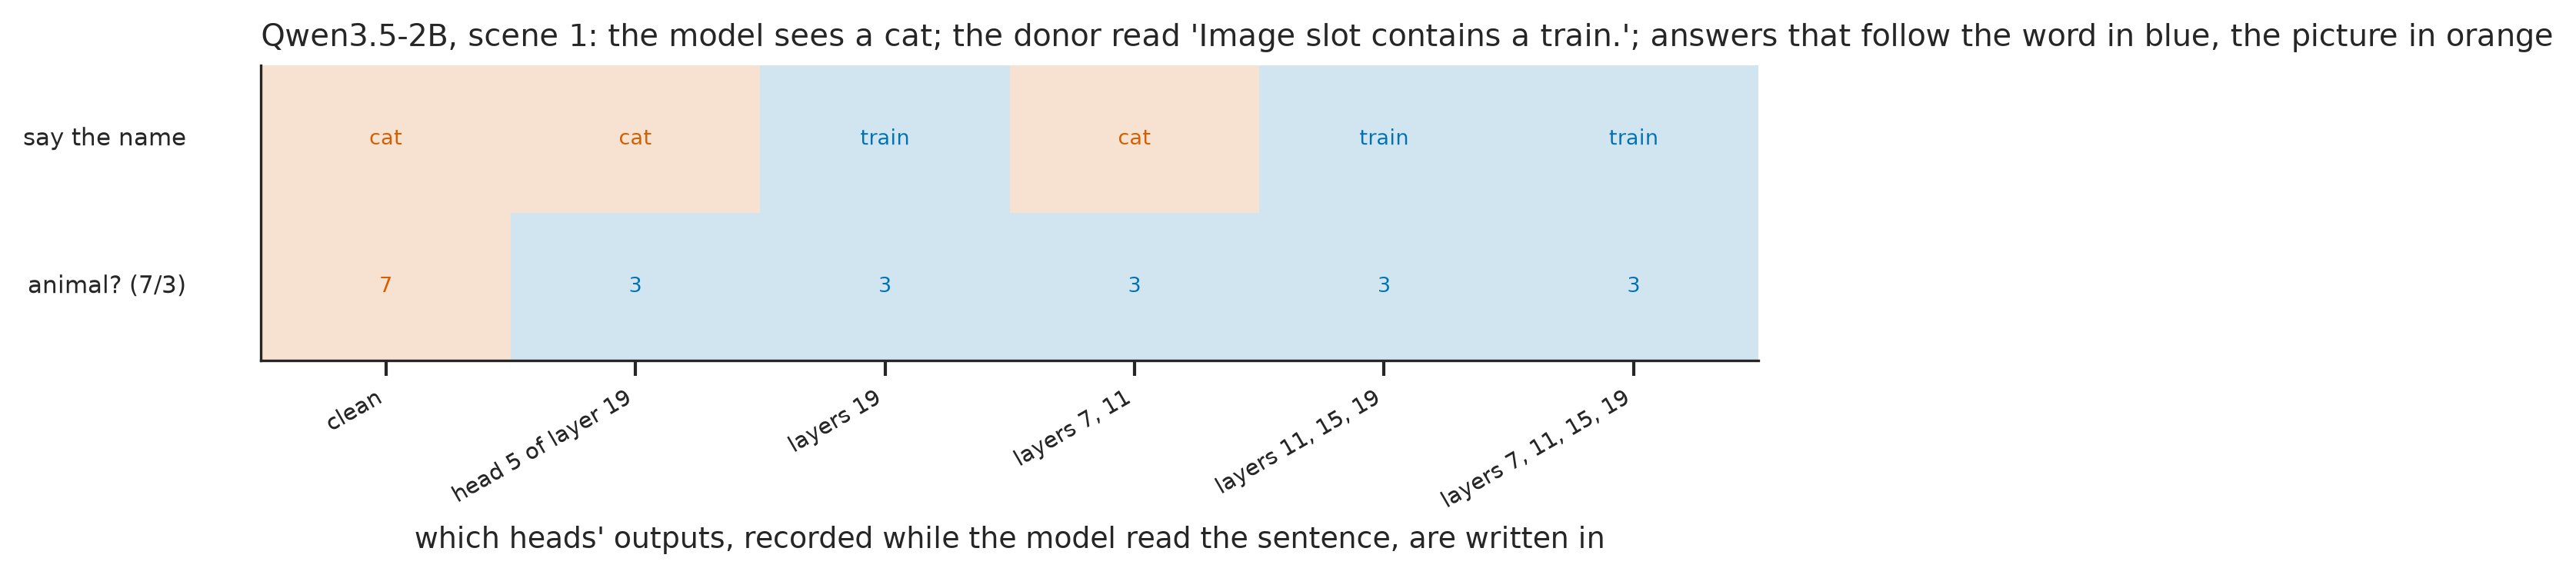 Qwen3.5-2B, scene 1: the model sees a cat; the donor read 'Image slot contains a train.'; answers that follow the word in blue, the picture in orange
say the name
cat
cat
train
cat
train
train
animal? (7/3)
7
3
3
3
3
3
clean
head 5 of layer 19
layers 19
layers 7, 11
layers 11, 15, 19
layers 7, 11, 15, 19
which heads' outputs, recorded while the model read the sentence, are written in